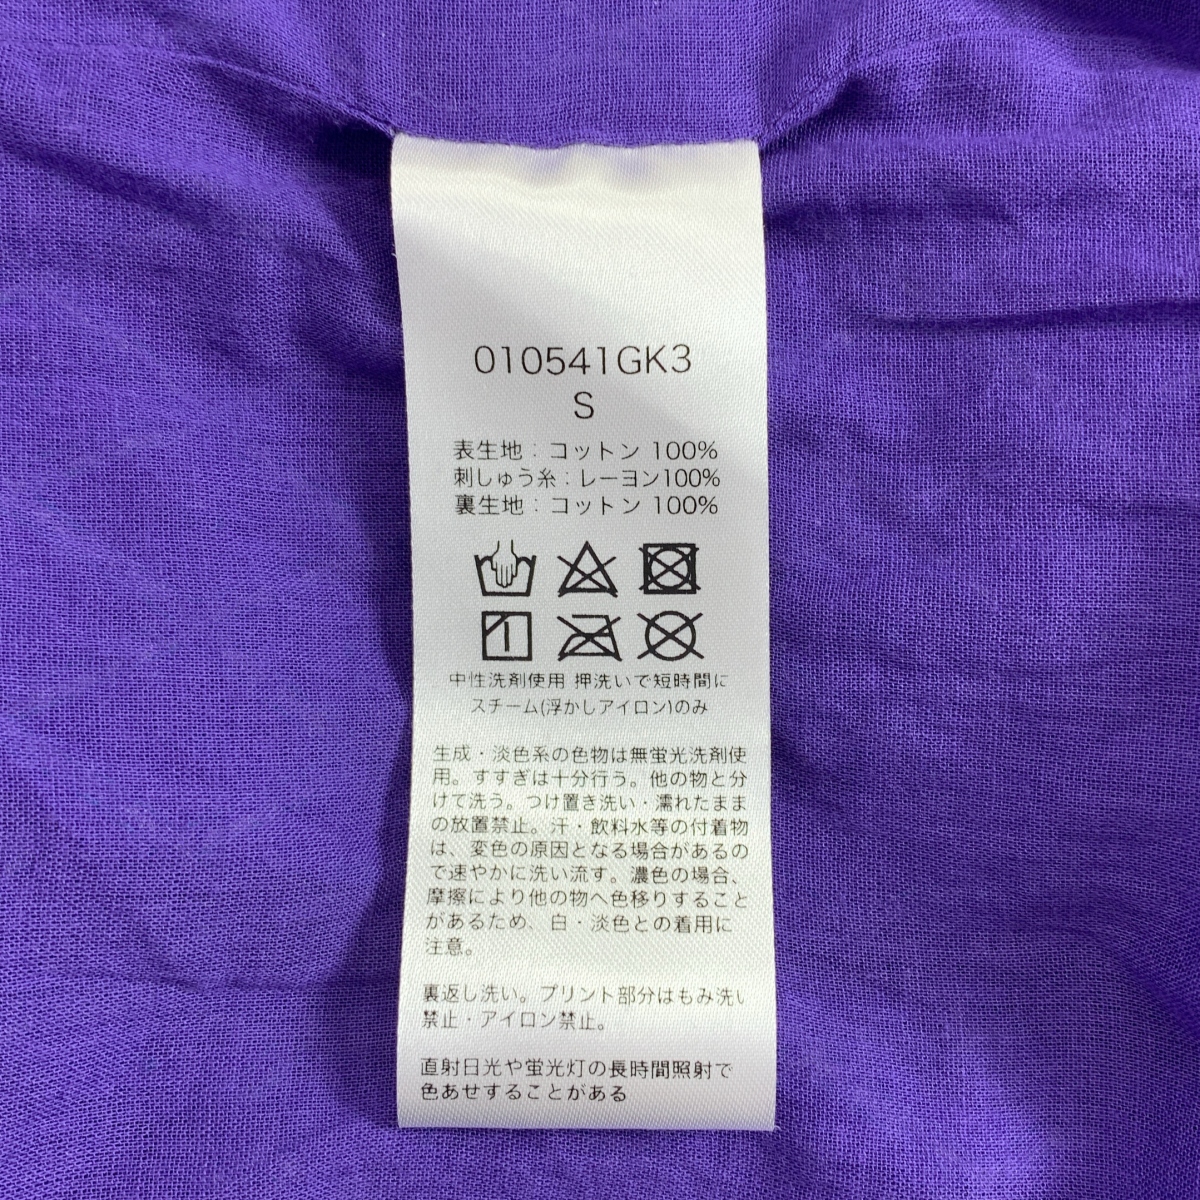 010541GK3
S
表生地：コットン 100%
刺しゅう糸：レーヨン100%
裏生地：コットン 100%
中性洗剤使用 押洗いで短時間に
スチーム(浮かしアイロン)のみ
生成・淡色系の色物は無蛍光洗剤使
用。すすぎは十分行う。他の物と分
けて洗う。つけ置き洗い・濡れたまま
の放置禁止。汗・飲料水等の付着物
は、変色の原因となる場合があるの
で速やかに洗い流す。濃色の場合、
摩擦により他の物へ色移りすること
があるため、白・淡色との着用に
注意。
裏返し洗い。プリント部分はもみ洗い
禁止・アイロン禁止。
直射日光や蛍光灯の長時間照射で
色あせすることがある